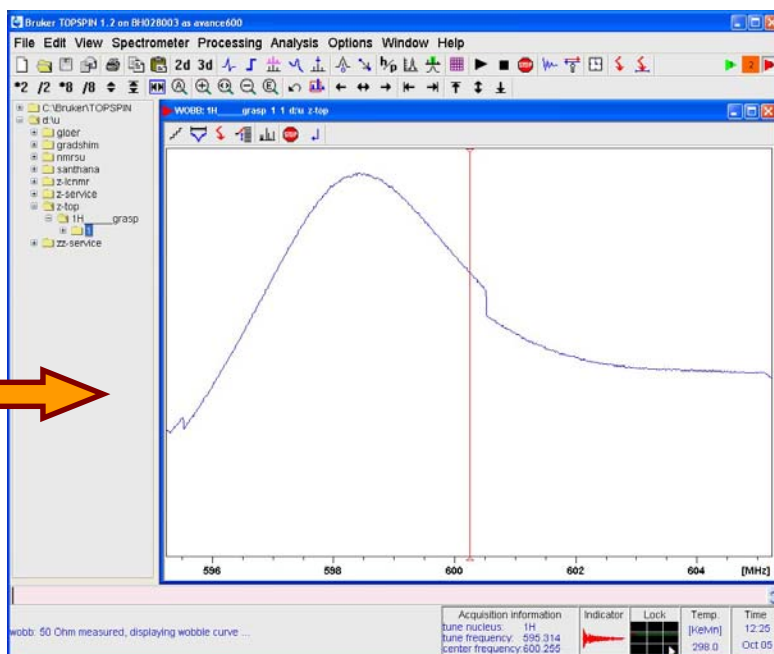 Bruker TOPSPIN 1.2 on BH028003 as avance600
File Edit View Spectrometer Processing Analysis Options Window Help
2d 3d h/p 2
*2 /2 *8 /8
C:\Bruker\TOPSPIN
d:\u
gloer
gradshim
nmrsu
santhana
z-lcnmr
z-service
z-top
1H_____grasp
1
zz-service
WOBB: 1H_____grasp 1 1 d:\u z-top
STOP
596 598 600 602 604 [MHz]
wobb: 50 Ohm measured, displaying wobble curve ...
Acquisition information
tune nucleus: 1H
tune frequency: 595.314
center frequency:600.255
Indicator
Lock
Temp.
[Kelvin]
298.0
Time
12:25
Oct 05